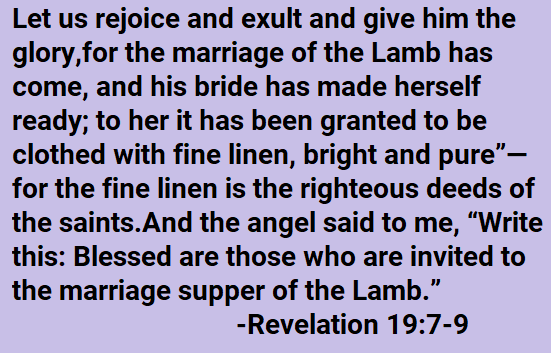 Let us rejoice and exult and give him the
glory,for the marriage of the Lamb has
come, and his bride has made herself
ready; to her it has been granted to be
clothed with fine linen, bright and pure”—
for the fine linen is the righteous deeds of
the saints.And the angel said to me, “Write
this: Blessed are those who are invited to
the marriage supper of the Lamb.”
-Revelation 19:7-9